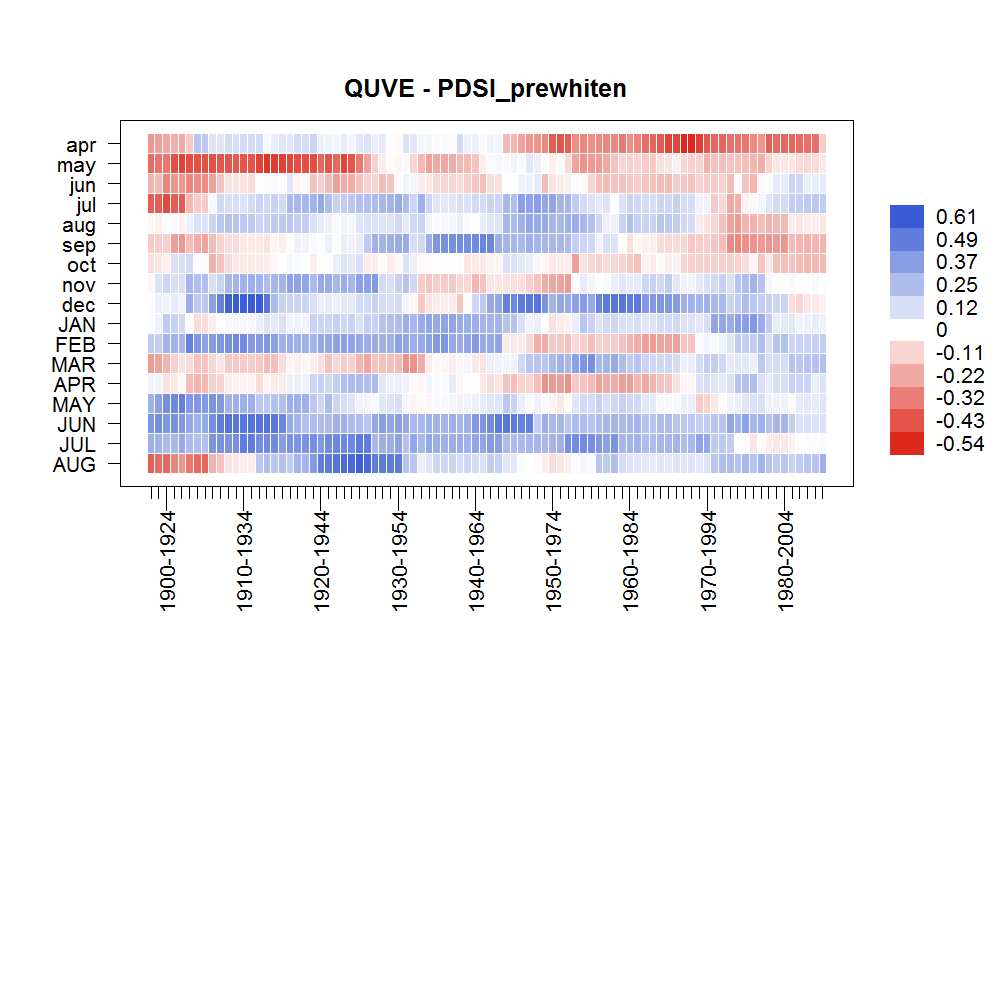 QUVE - PDSI_prewhiten
apr
may
jun
jul
aug
sep
oct
nov
dec
JAN
FEB
MAR
APR
MAY
JUN
JUL
AUG
0.61
0.49
0.37
0.25
0.12
0
-0.11
-0.22
-0.32
-0.43
-0.54
1900-1924
1910-1934
1920-1944
1930-1954
1940-1964
1950-1974
1960-1984
1970-1994
1980-2004